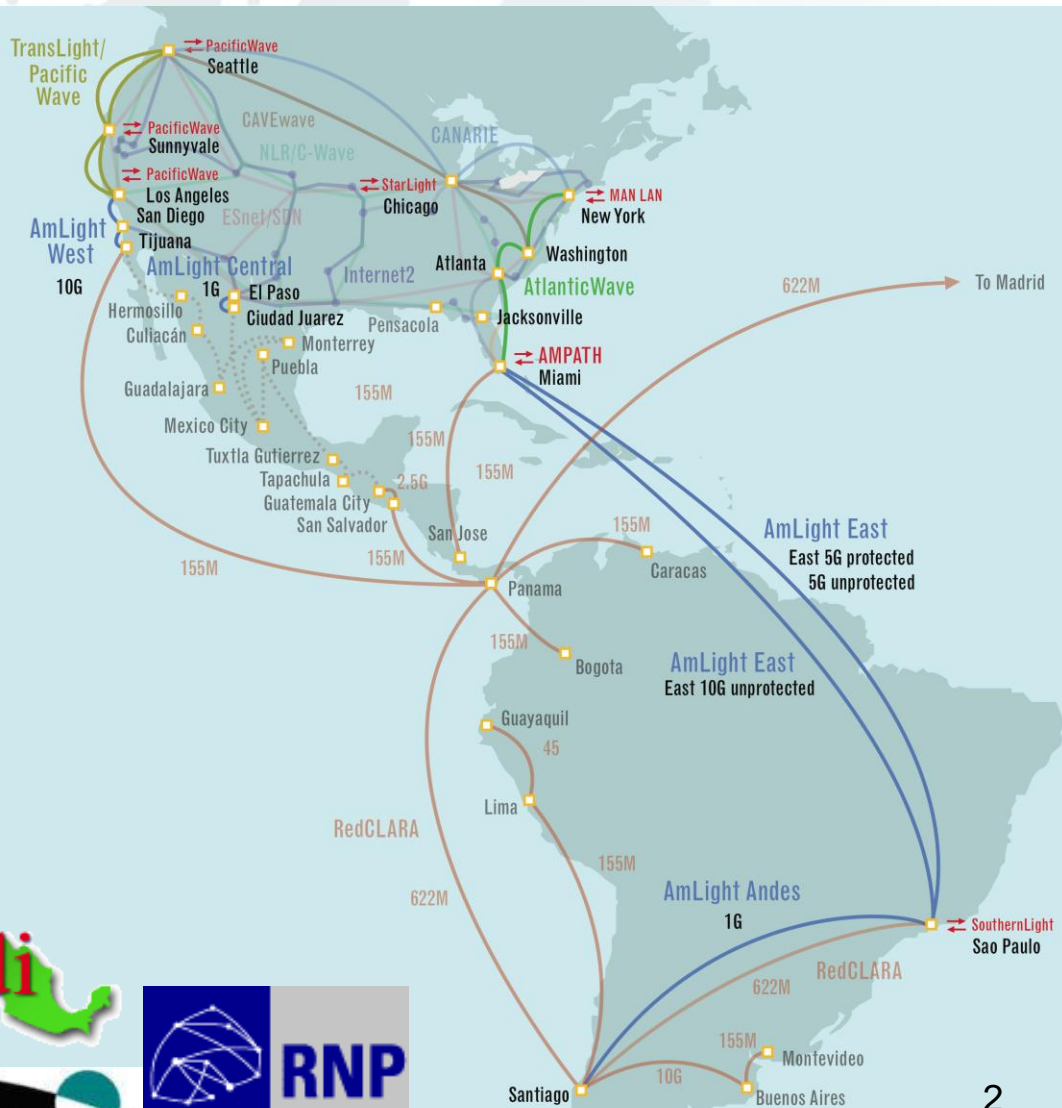 TransLight/
Pacific
Wave
PacificWave
Seattle
PacificWave
Sunnyvale
CAVEwave
NLR/C-Wave
CANARIE
PacificWave
Los Angeles
San Diego
StarLight
Chicago
MAN LAN
New York
ESnet/SDN
AmLight
West
10G
Tijuana
AmLight Central
1G
El Paso
Ciudad Juarez
Internet2
Atlanta
Washington
AtlanticWave
622M
To Madrid
Hermosillo
Culiacán
Pensacola
Jacksonville
Monterrey
Puebla
AMPATH
Miami
Guadalajara
155M
Mexico City
155M
Tuxtla Gutierrez
Tapachula
2.5G
155M
Guatemala City
San Salvador
San Jose
155M
AmLight East
East 5G protected
5G unprotected
155M
155M
Caracas
Panama
155M
Bogota
AmLight East
East 10G unprotected
Guayaquil
45
Lima
RedCLARA
155M
622M
AmLight Andes
1G
SouthernLight
Sao Paulo
RedCLARA
622M
155M
Montevideo
10G
Santiago
Buenos Aires
RNP
2